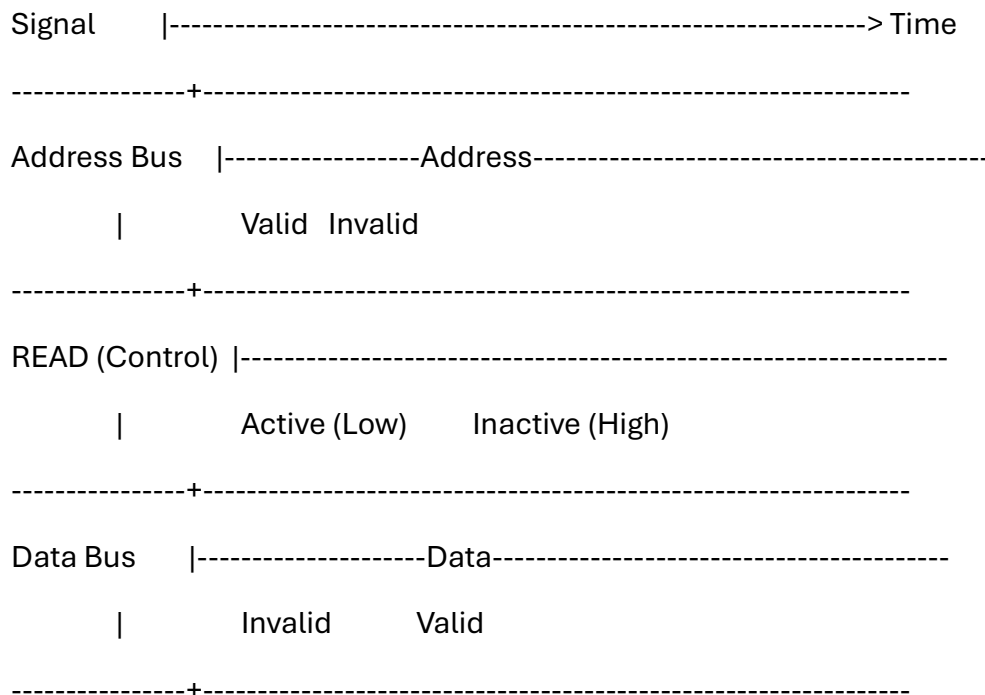 Signal |----------------------------------------------------------------> Time
----------------+-----------------------------------------------------------------
Address Bus |------------------Address------------------------------------------
| Valid Invalid
----------------+-----------------------------------------------------------------
READ (Control) |-----------------------------------------------------------------
| Active (Low) Inactive (High)
----------------+-----------------------------------------------------------------
Data Bus |---------------------Data------------------------------------------
| Invalid Valid
----------------+-----------------------------------------------------------------